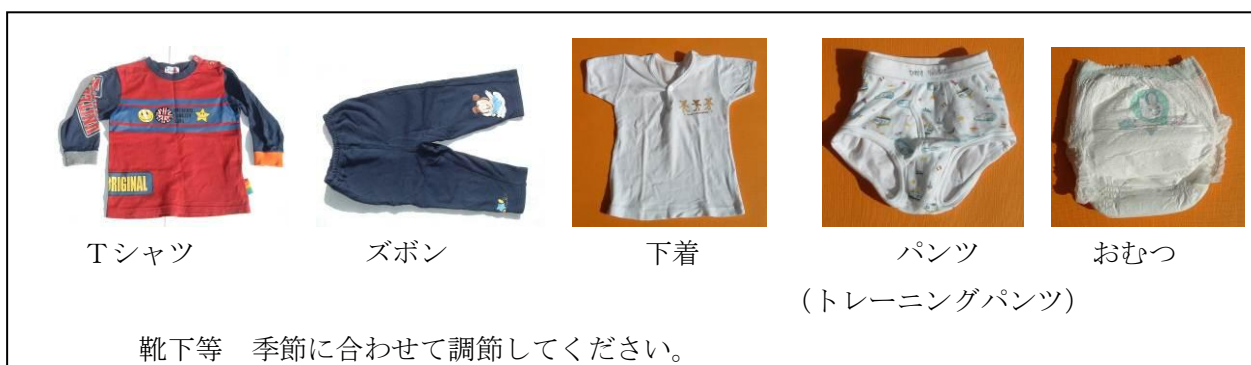 ORIGINAL
Ｔシャツ　ズボン　下着　パンツ　おむつ
（トレーニングパンツ）
靴下等　季節に合わせて調節してください。